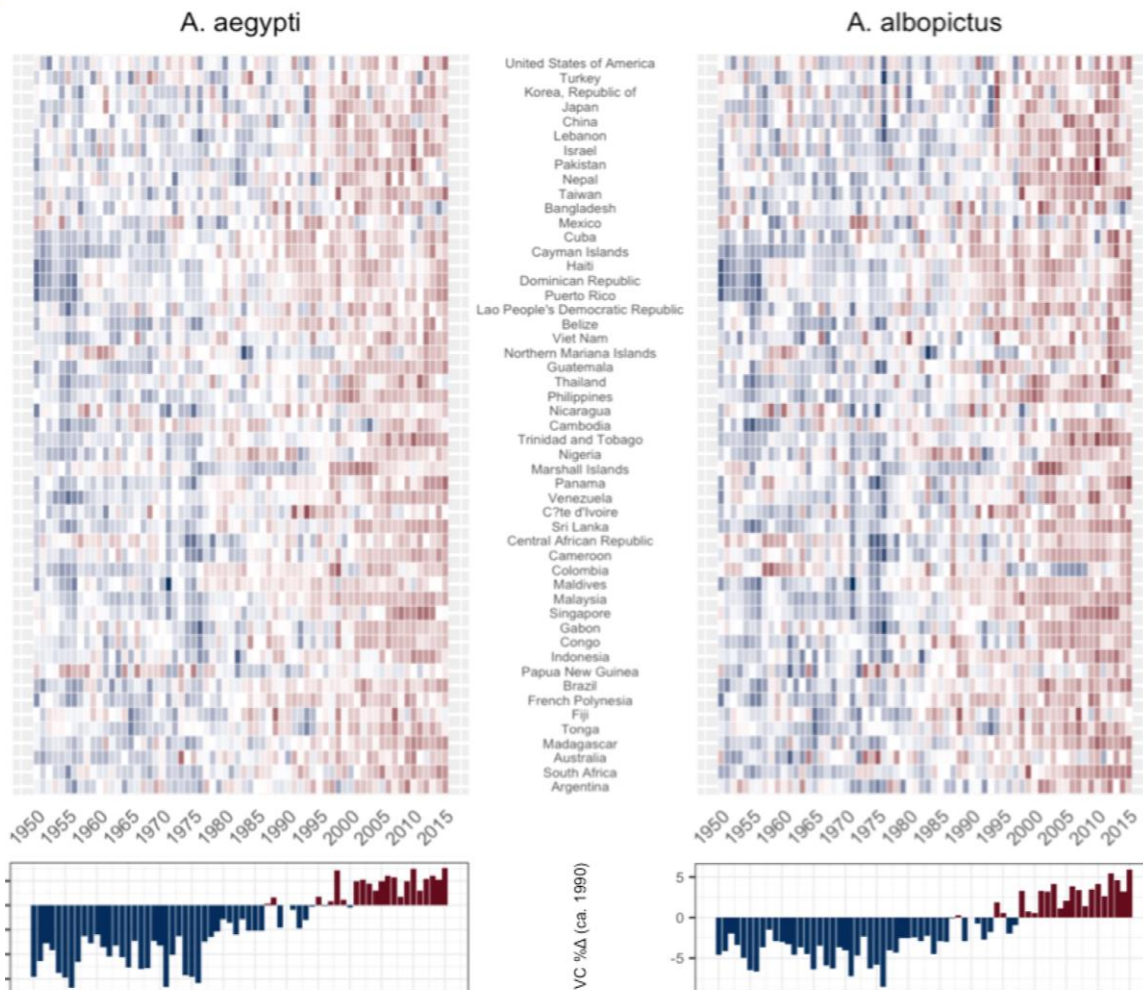 A. aegypti
A. albopictus
United States of America
Turkey
Korea, Republic of
Japan
China
Lebanon
Israel
Pakistan
Nepal
Taiwan
Bangladesh
Mexico
Cuba
Cayman Islands
Haiti
Dominican Republic
Puerto Rico
Lao People's Democratic Republic
Belize
Viet Nam
Northern Mariana Islands
Guatemala
Thailand
Philippines
Nicaragua
Cambodia
Trinidad and Tobago
Nigeria
Marshall Islands
Panama
Venezuela
C?te d'Ivoire
Sri Lanka
Central African Republic
Cameroon
Colombia
Maldives
Malaysia
Singapore
Gabon
Congo
Indonesia
Papua New Guinea
Brazil
French Polynesia
Fiji
Tonga
Madagascar
Australia
South Africa
Argentina
1950 1955 1960 1965 1970 1975 1980 1985 1990 1995 2000 2005 2010 2015
1950 1955 1960 1965 1970 1975 1980 1985 1990 1995 2000 2005 2010 2015
VC %Δ (ca. 1990)
5
0
-5